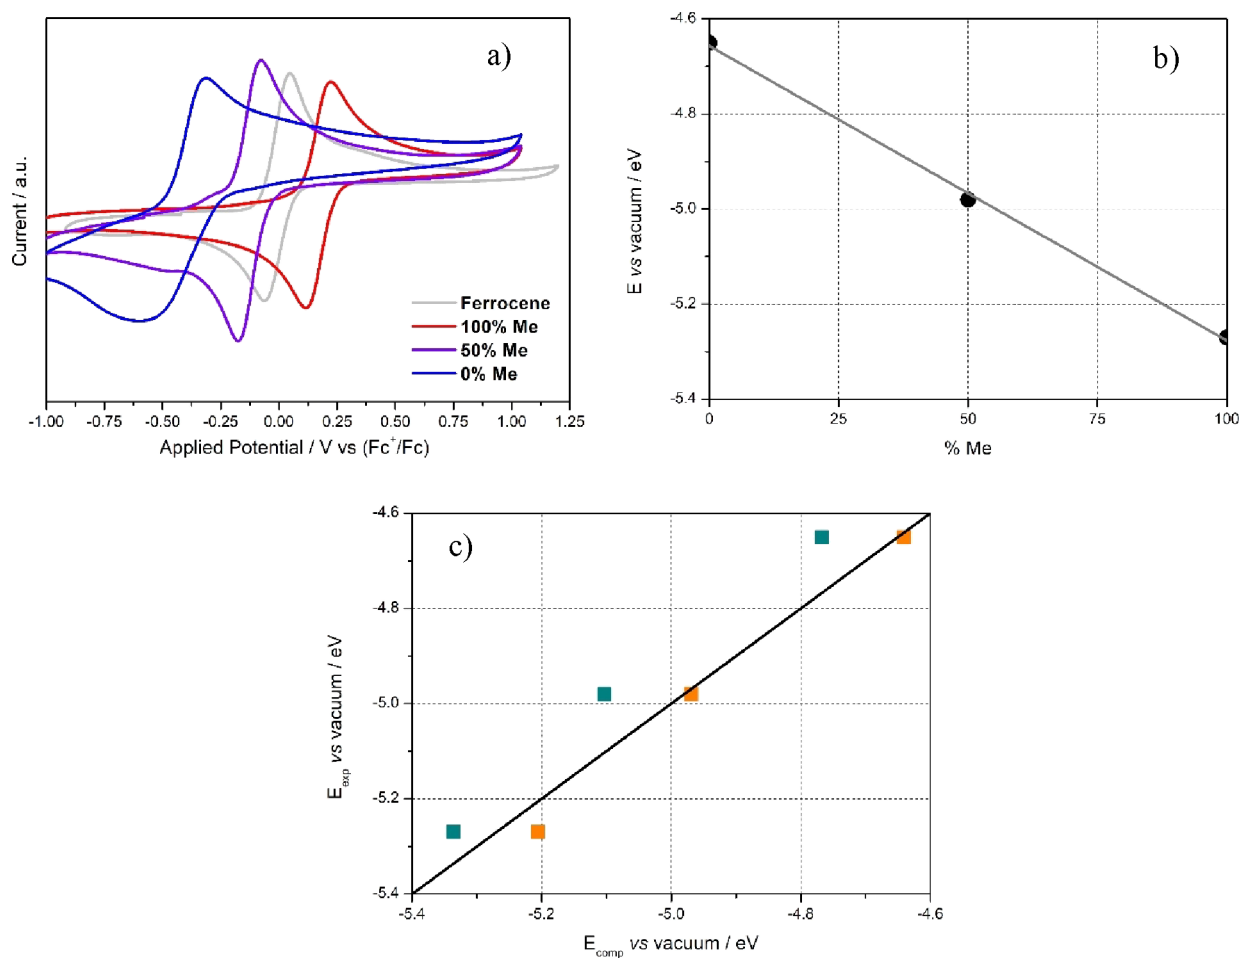 a)
Current / a.u.
Ferrocene
100% Me
50% Me
0% Me
-1.00 -0.75 -0.50 -0.25 0.00 0.25 0.50 0.75 1.00 1.25
Applied Potential / V vs (Fc⁺/Fc)
b)
E vs vacuum / eV
-4.6
-4.8
-5.0
-5.2
-5.4
0 25 50 75 100
% Me
c)
E_exp vs vacuum / eV
-4.6
-4.8
-5.0
-5.2
-5.4
-5.4 -5.2 -5.0 -4.8 -4.6
E_comp vs vacuum / eV